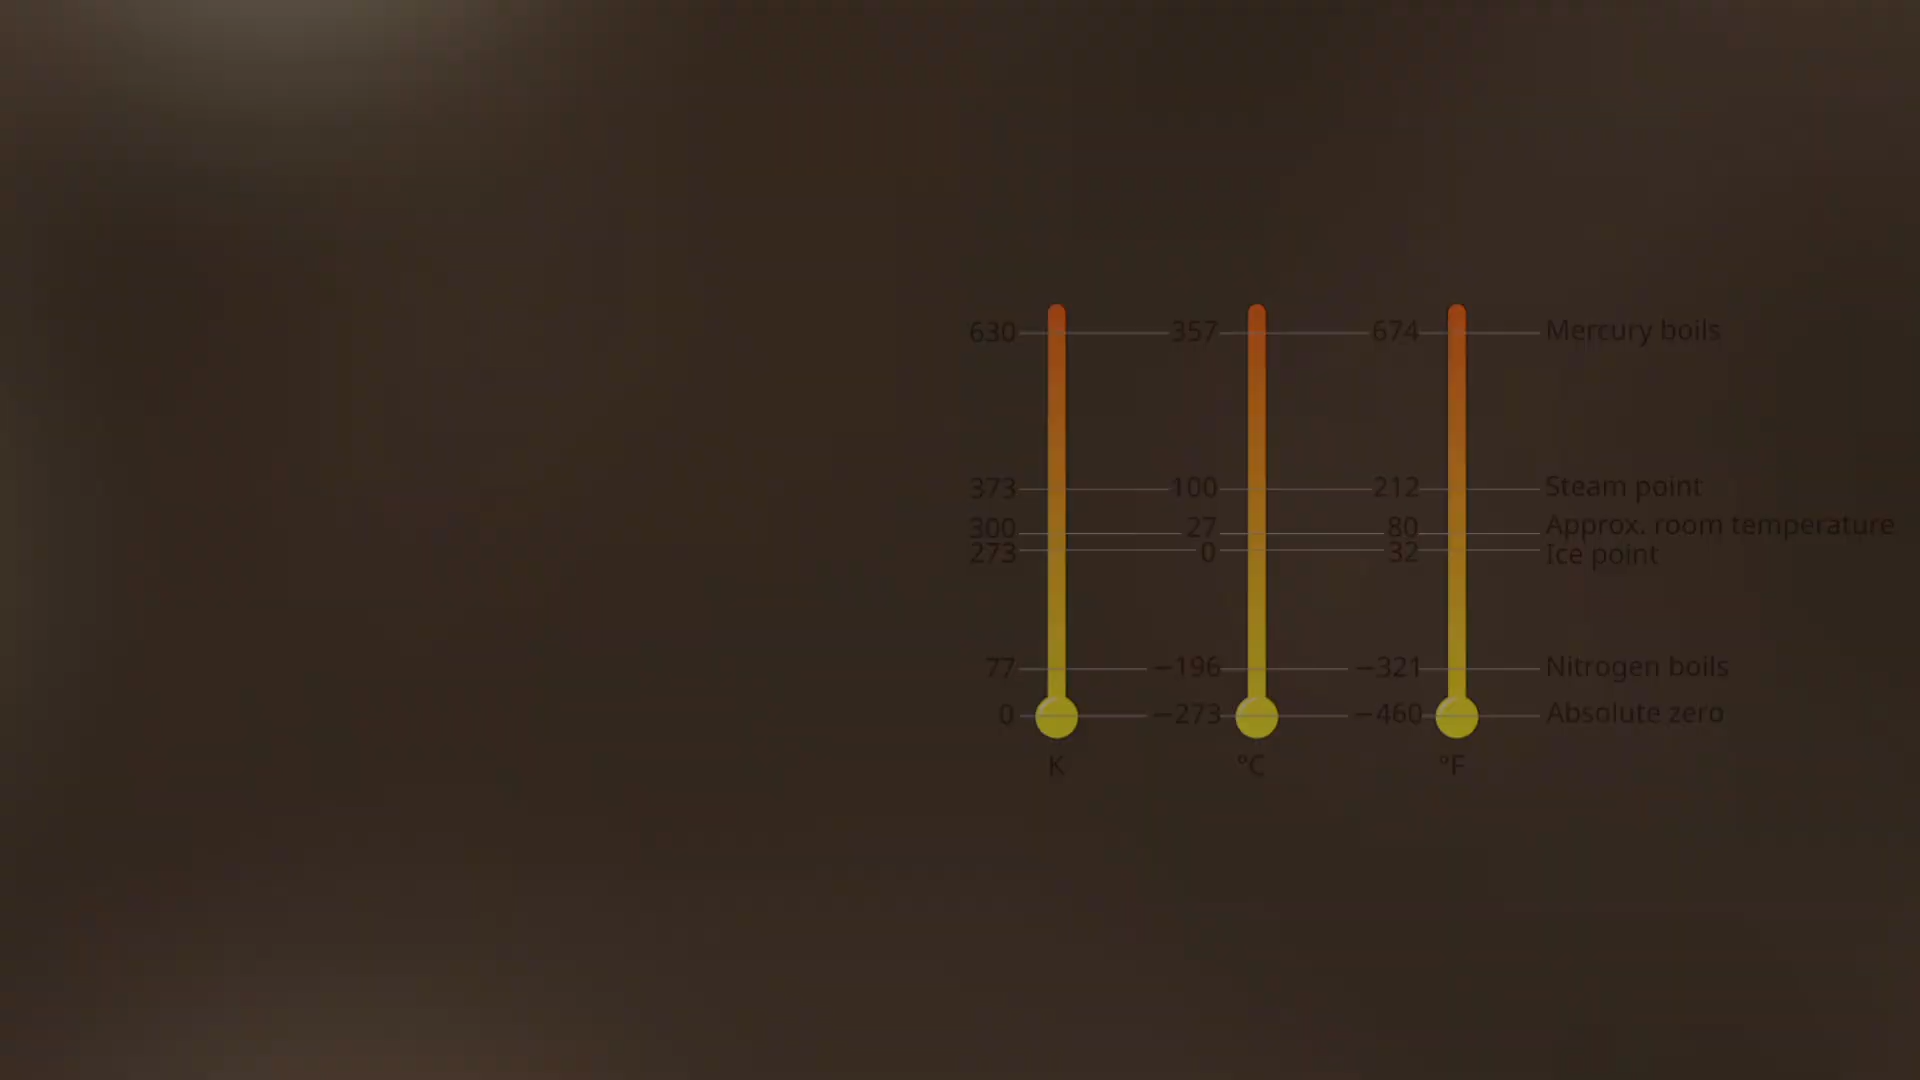 630 357 674 Mercury boils
373 100 212 Steam point
300 27 80 Approx. room temperature
273 0 32 Ice point
77 −196 −321 Nitrogen boils
0 −273 −460 Absolute zero
K °C °F